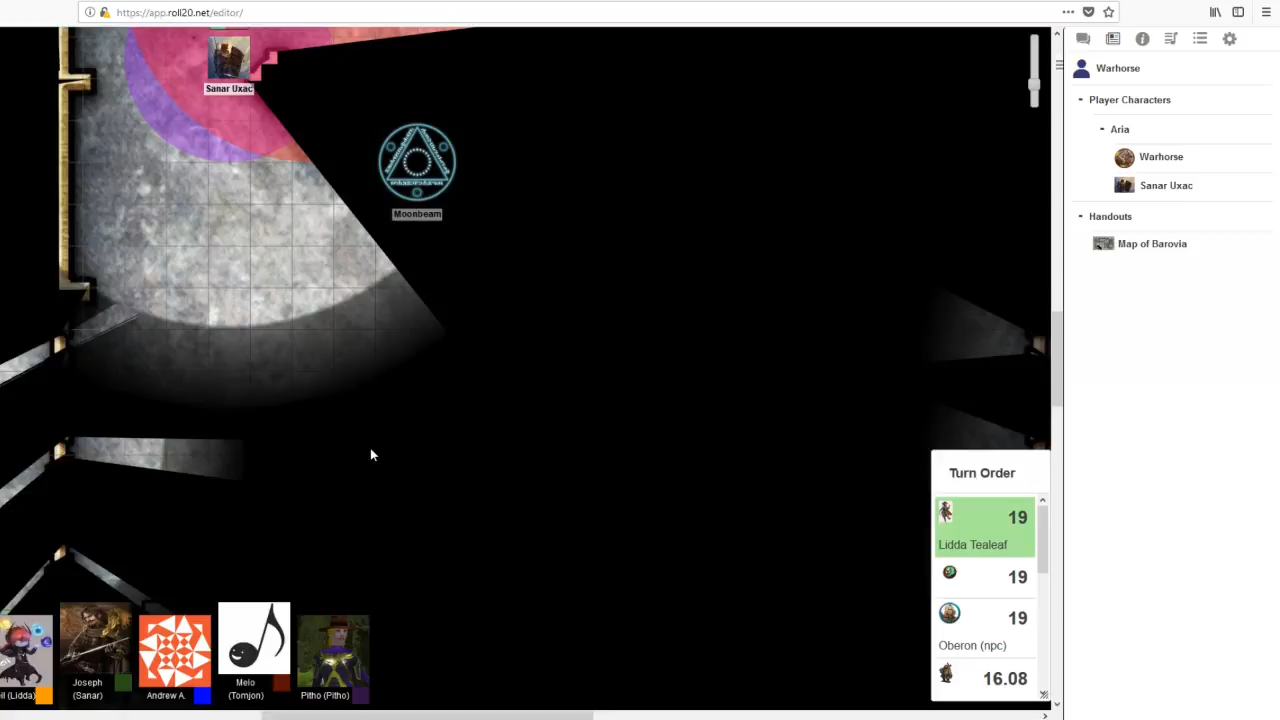 https://app.roll20.net/editor/
Sanar Uxac
Moonbeam
Warhorse
Player Characters
Aria
Warhorse
Sanar Uxac
Handouts
Map of Barovia
Turn Order
19
Lidda Tealeaf
19
19
Oberon (npc)
16.08
(Lidda)
Joseph
(Sanar)
Andrew A.
Melo
(Tomjon)
Pitho (Pitho)